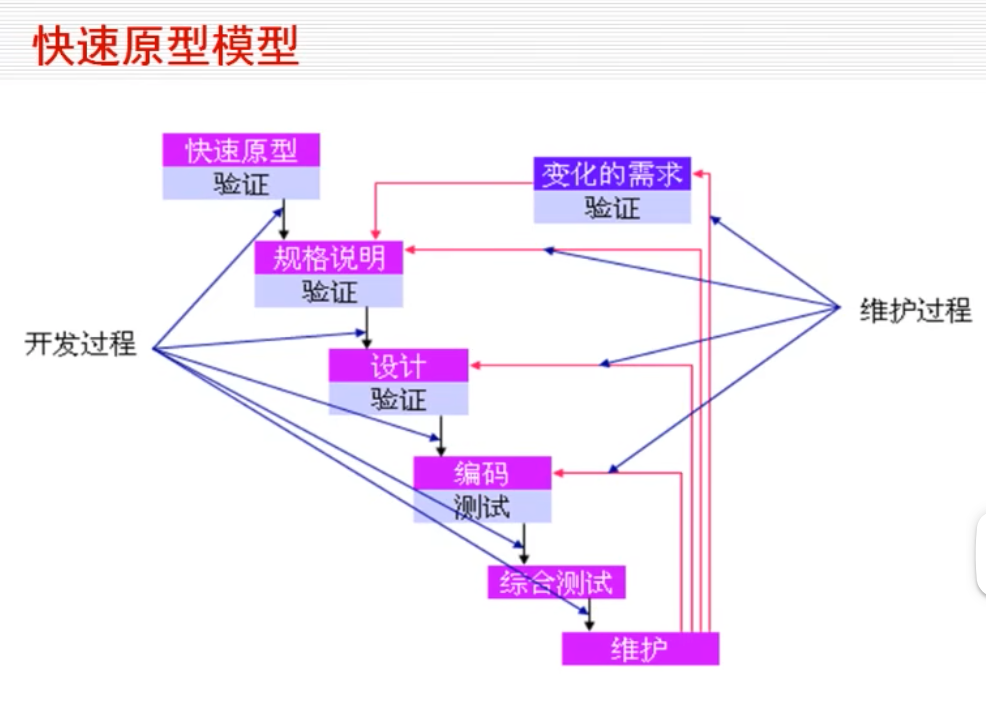 快速原型模型
快速原型
验证
变化的需求
验证
规格说明
验证
开发过程
维护过程
设计
验证
编码
测试
综合测试
维护